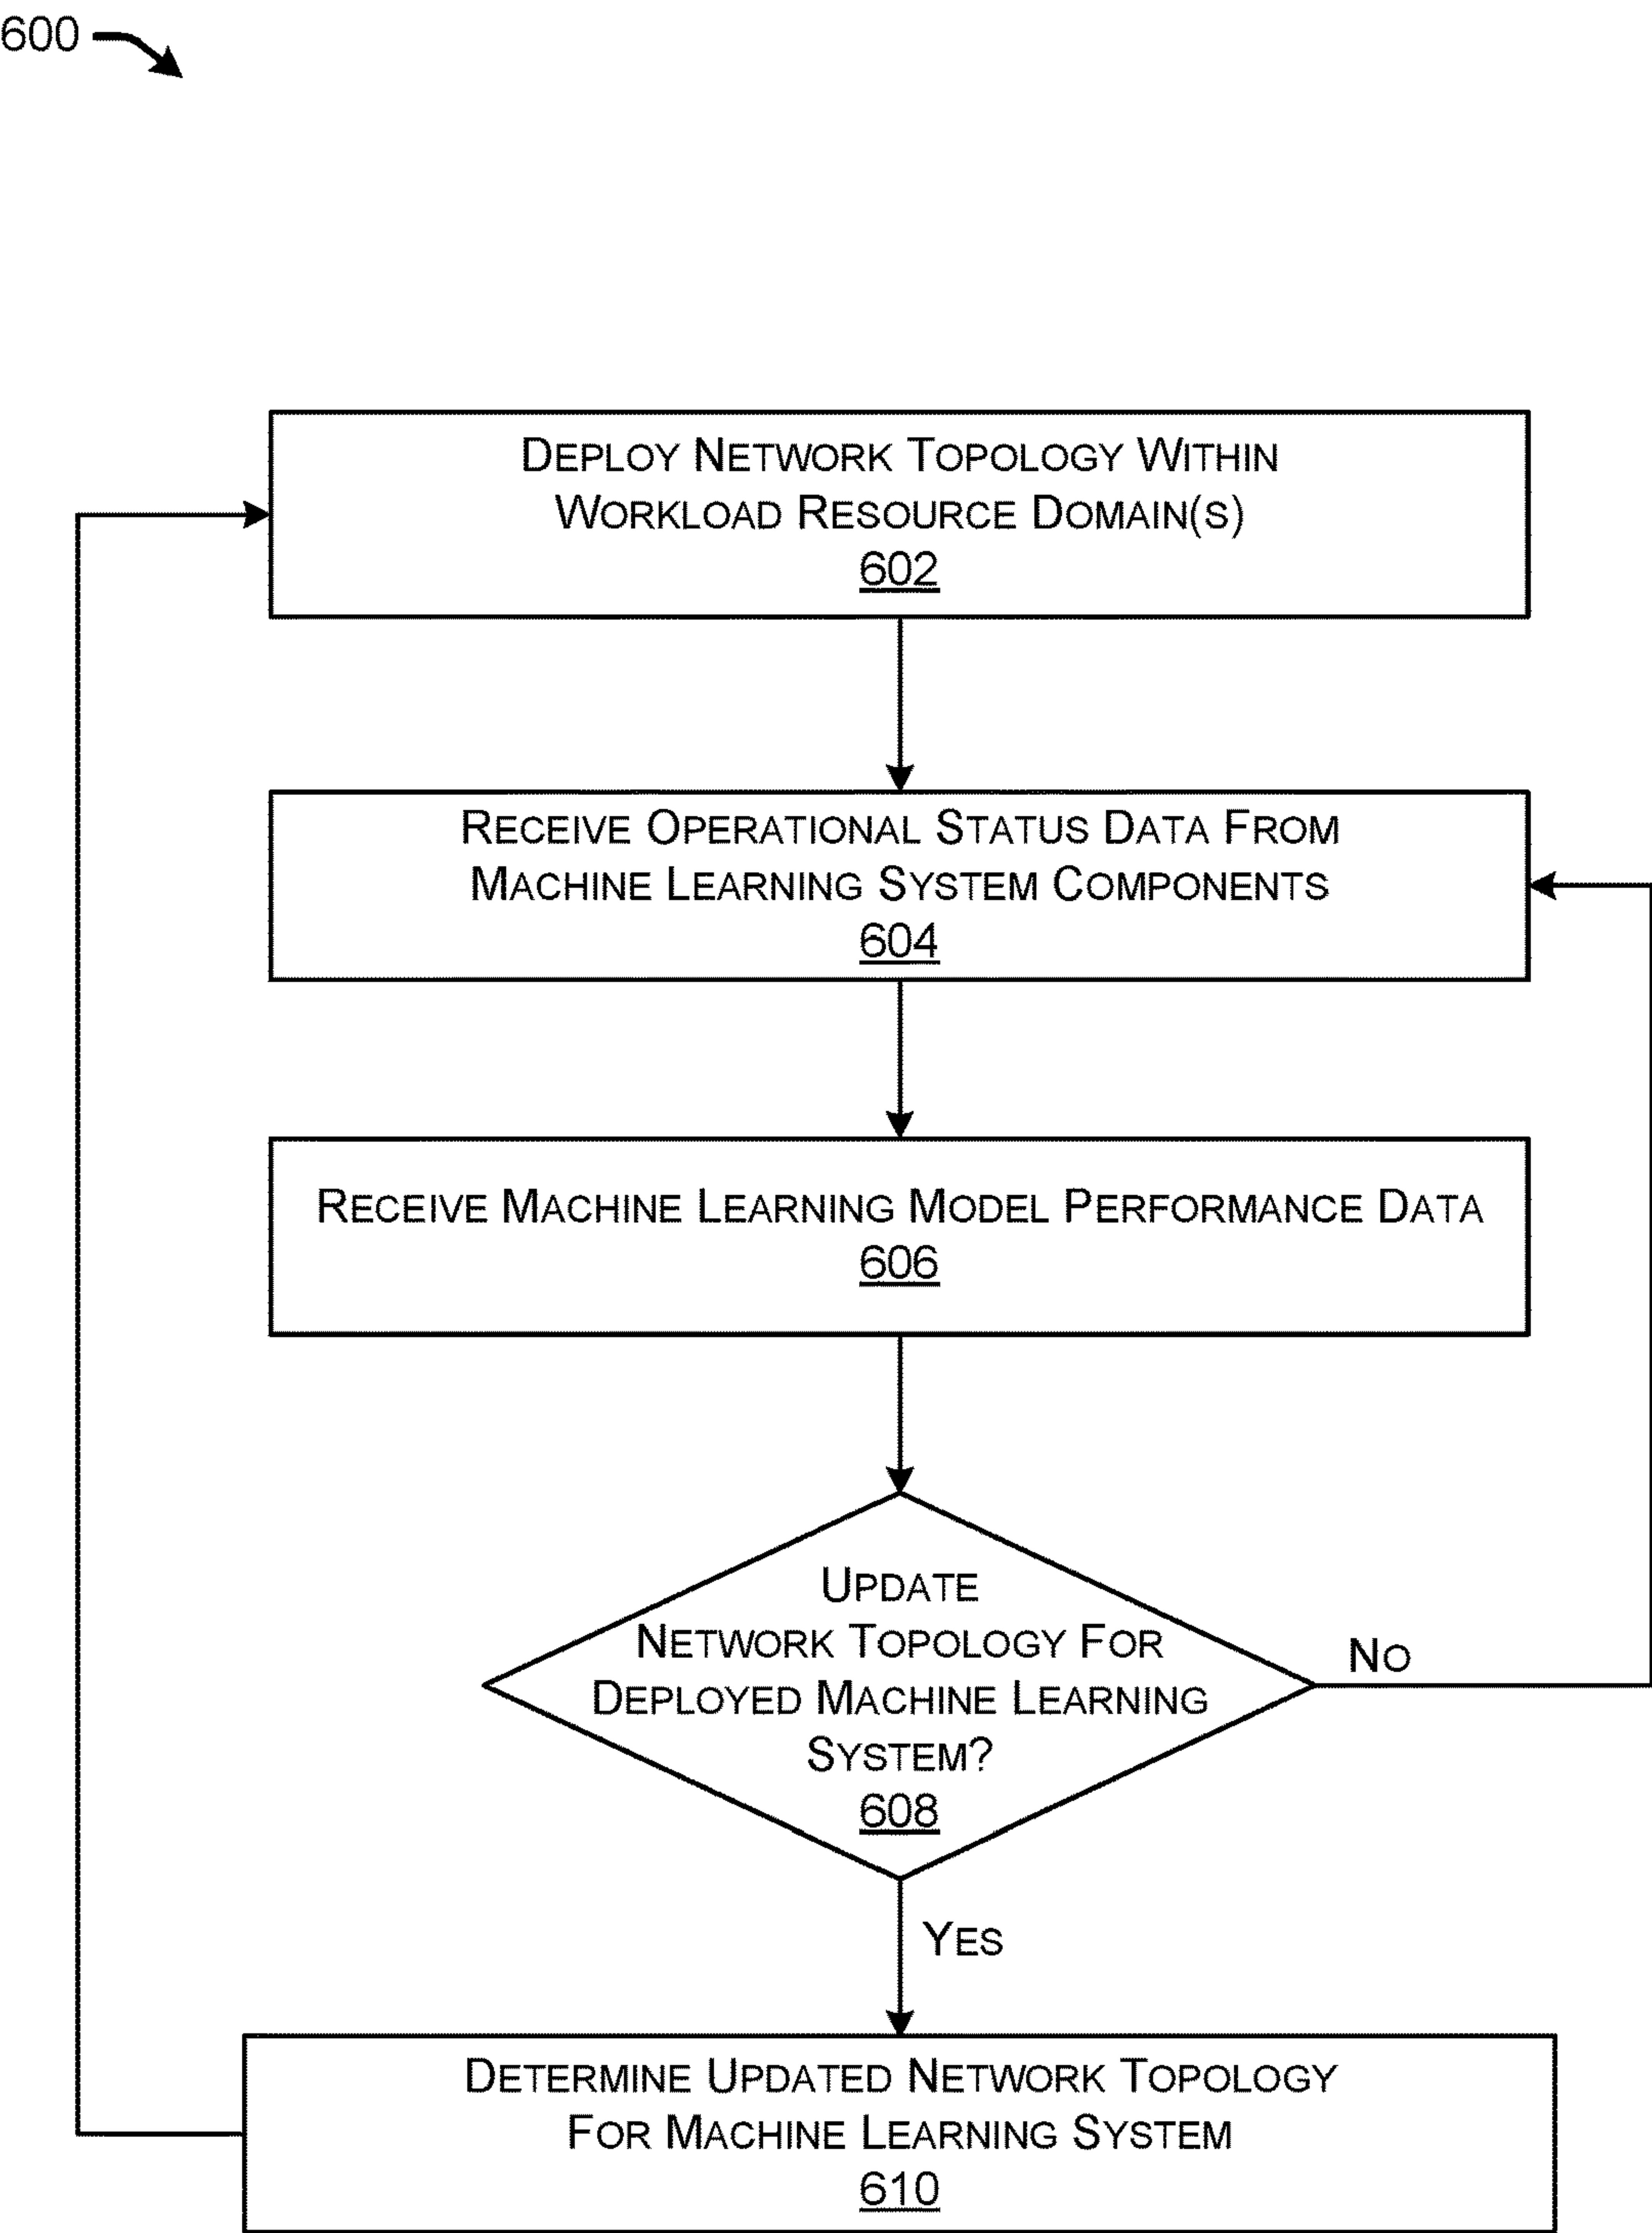 600
DEPLOY NETWORK TOPOLOGY WITHIN
WORKLOAD RESOURCE DOMAIN(S)
602
RECEIVE OPERATIONAL STATUS DATA FROM
MACHINE LEARNING SYSTEM COMPONENTS
604
RECEIVE MACHINE LEARNING MODEL PERFORMANCE DATA
606
UPDATE
NETWORK TOPOLOGY FOR
DEPLOYED MACHINE LEARNING
SYSTEM?
608
NO
YES
DETERMINE UPDATED NETWORK TOPOLOGY
FOR MACHINE LEARNING SYSTEM
610